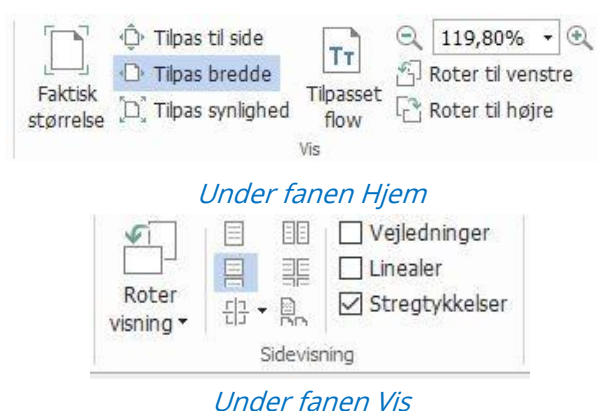 Faktisk størrelse
Tilpas til side
Tilpas bredde
Tilpas synlighed
Tilpasset flow
119,80%
Roter til venstre
Roter til højre
Vis
Under fanen Hjem
Roter visning
Vejledninger
Linealer
Stregtykkelser
Sidevisning
Under fanen Vis